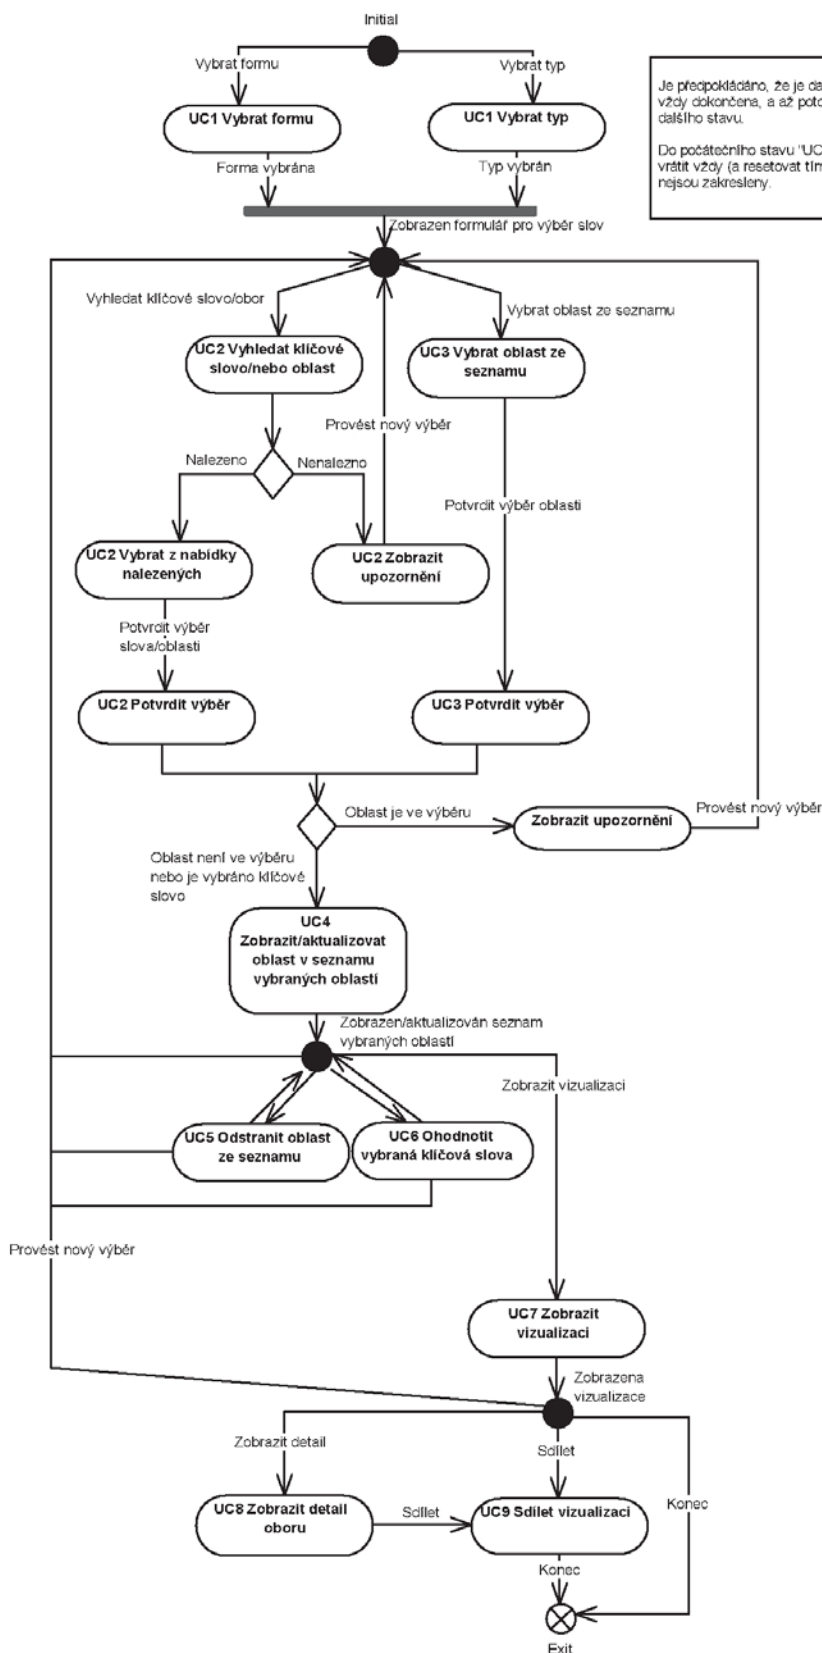 Initial
Vybrat formu
Vybrat typ
UC1 Vybrat formu
UC1 Vybrat typ
Forma vybrána
Typ vybrán
Je předpokládáno, že je da
vždy dokončena, a až poto
dalšího stavu.
Do počátečního stavu "UC
vrátit vždy (a resetovat tím
nejsou zakresleny.
Zobrazen formulář pro výběr slov
Vyhledat klíčové slovo/obor
Vybrat oblast ze seznamu
UC2 Vyhledat klíčové
slovo/nebo oblast
UC3 Vybrat oblast ze
seznamu
Provést nový výběr
Nalezeno
Nenalezno
Potvrdit výběr oblasti
UC2 Vybrat z nabídky
nalezených
UC2 Zobrazit
upozornění
Potvrdit výběr
slova/oblasti
UC2 Potvrdit výběr
UC3 Potvrdit výběr
Oblast je ve výběru
Zobrazit upozornění
Provést nový výběr
Oblast není ve výběru
nebo je vybráno klíčové
slovo
UC4
Zobrazit/aktualizovat
oblast v seznamu
vybraných oblastí
Zobrazen/aktualizován seznam
vybraných oblastí
Zobrazit vizualizaci
UC5 Odstranit oblast
ze seznamu
UC6 Ohodnotit
vybraná klíčová slova
Provést nový výběr
UC7 Zobrazit
vizualizaci
Zobrazena
vizualizace
Zobrazit detail
Sdílet
Konec
UC8 Zobrazit detail
oboru
Sdílet
UC9 Sdílet vizualizaci
Konec
Exit